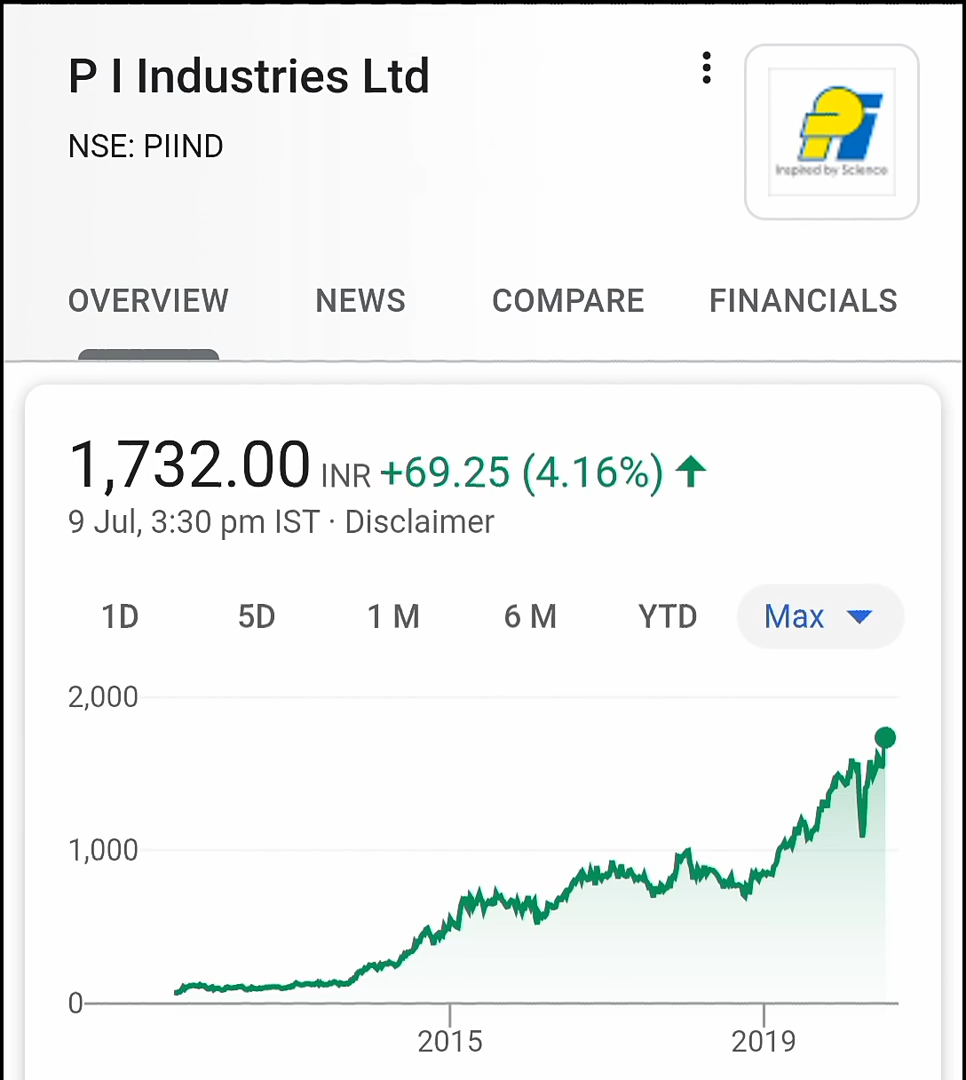 P I Industries Ltd
NSE: PIIND
PI
Inspired by Science
OVERVIEW NEWS COMPARE FINANCIALS
1,732.00 INR +69.25 (4.16%)
9 Jul, 3:30 pm IST · Disclaimer
1D 5D 1 M 6 M YTD Max
2,000
1,000
0
2015 2019